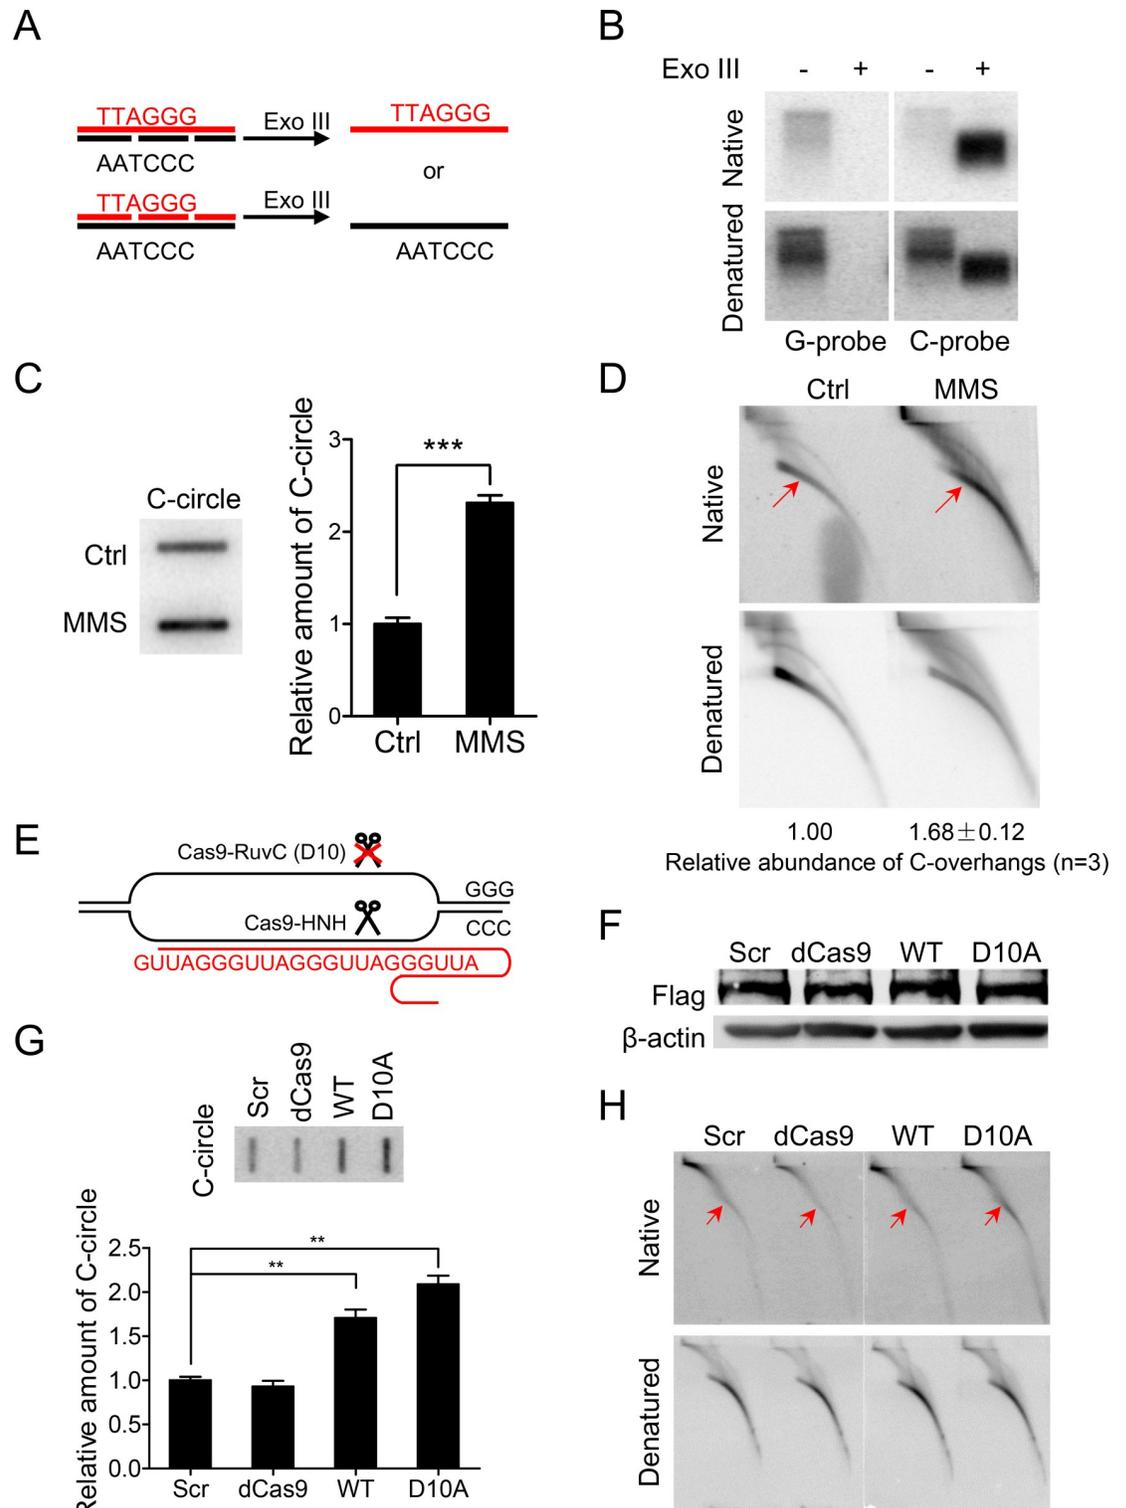 A
TTAGGG
Exo III
TTAGGG
AATCCC
or
TTAGGG
Exo III
AATCCC
AATCCC
B
Exo III - + - +
Native
Denatured
G-probe C-probe
C
C-circle
Ctrl
MMS
Relative amount of C-circle
3
2
1
0
***
Ctrl MMS
D
Ctrl MMS
Native
Denatured
1.00 1.68±0.12
Relative abundance of C-overhangs (n=3)
E
Cas9-RuvC (D10)
GGG
Cas9-HNH
CCC
GUUAGGGUUAGGGUUAGGGUUA
F
Scr dCas9 WT D10A
Flag
β-actin
G
Scr dCas9 WT D10A
C-circle
Relative amount of C-circle
2.5
2.0
1.5
1.0
0.5
0.0
**
**
Scr dCas9 WT D10A
H
Scr dCas9 WT D10A
Native
Denatured